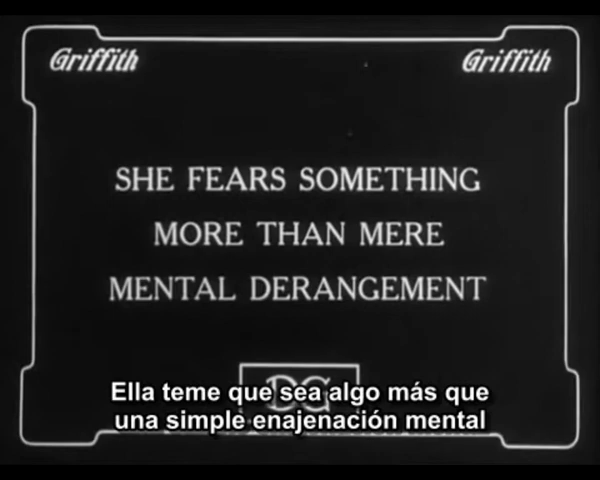 Griffith Griffith
SHE FEARS SOMETHING
MORE THAN MERE
MENTAL DERANGEMENT
DG
Ella teme que sea algo más que
una simple enajenación mental